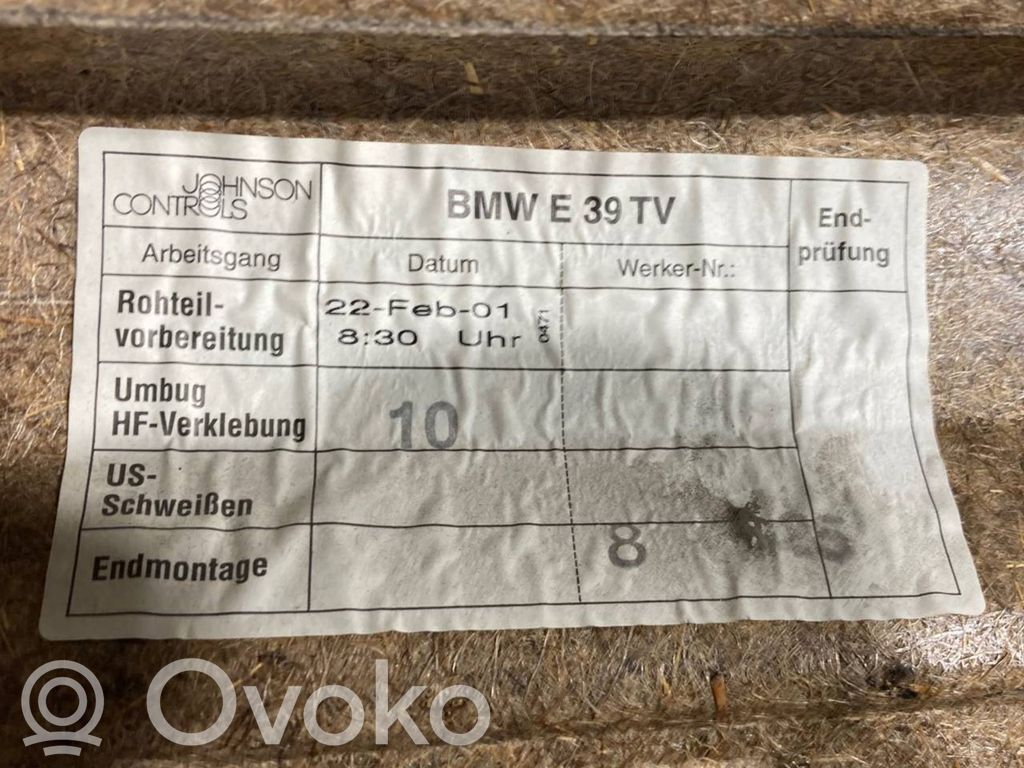 JOHNSON
CONTROLS
BMW E 39 TV
End-
prüfung
Arbeitsgang
Datum
Werker-Nr.:
Rohteil-
vorbereitung
22-Feb-01
8:30 Uhr
0471
Umbug
HF-Verklebung
10
US-
Schweißen
Endmontage
8
Ovoko